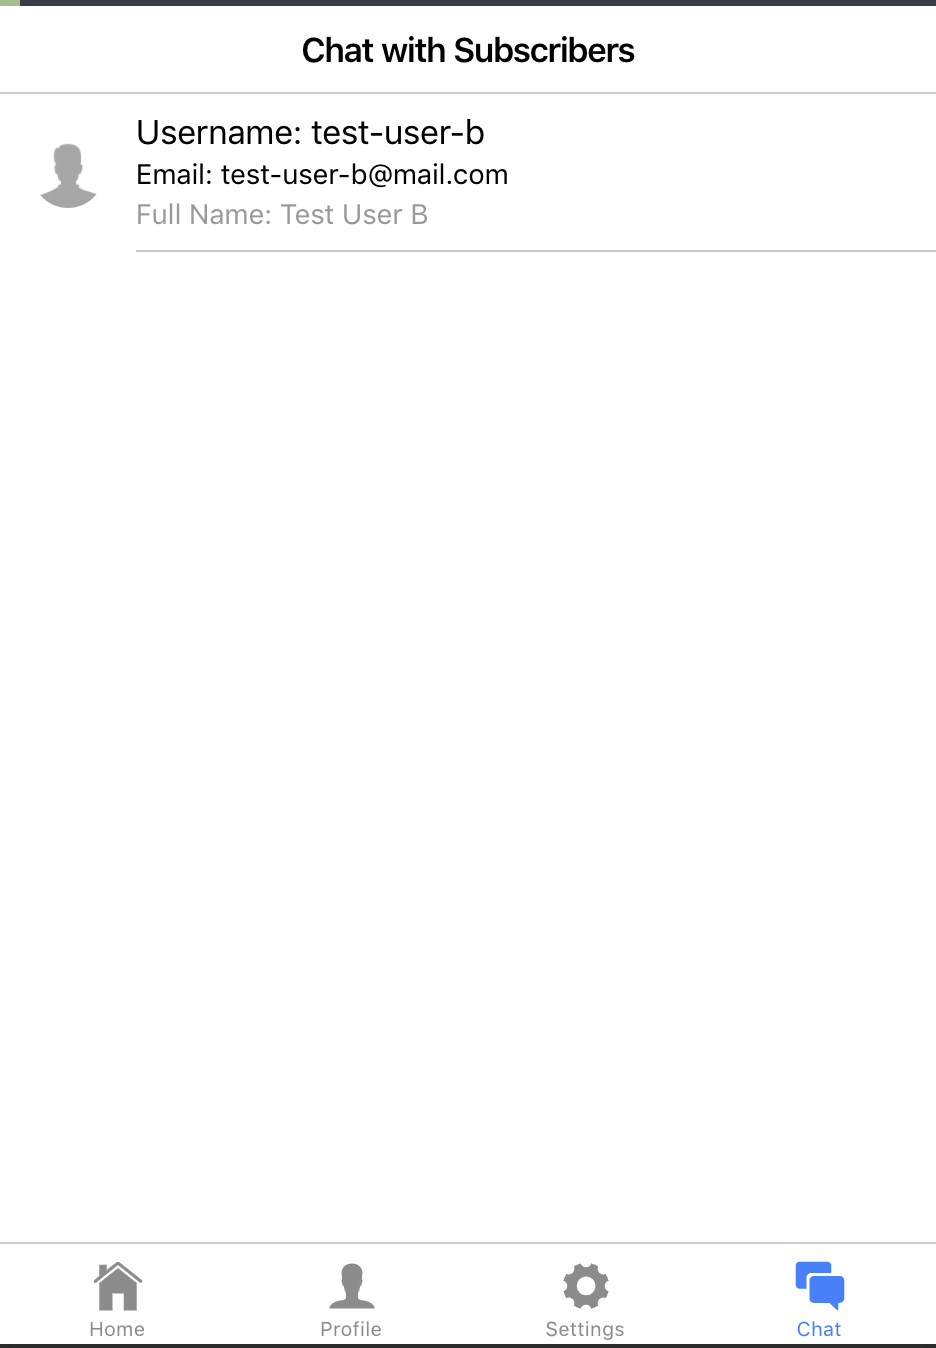 Chat with Subscribers
Username: test-user-b
Email: test-user-b@mail.com
Full Name: Test User B
Home
Profile
Settings
Chat